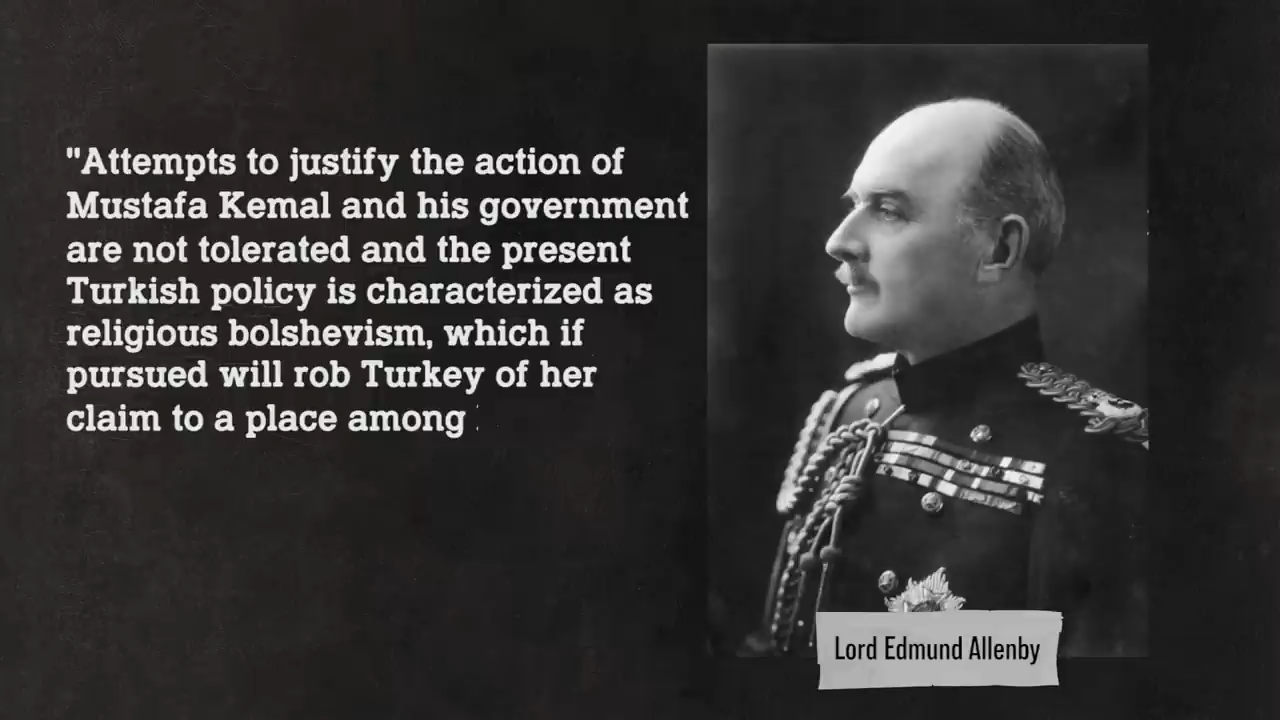 "Attempts to justify the action of
Mustafa Kemal and his government
are not tolerated and the present
Turkish policy is characterized as
religious bolshevism, which if
pursued will rob Turkey of her
claim to a place among
Lord Edmund Allenby